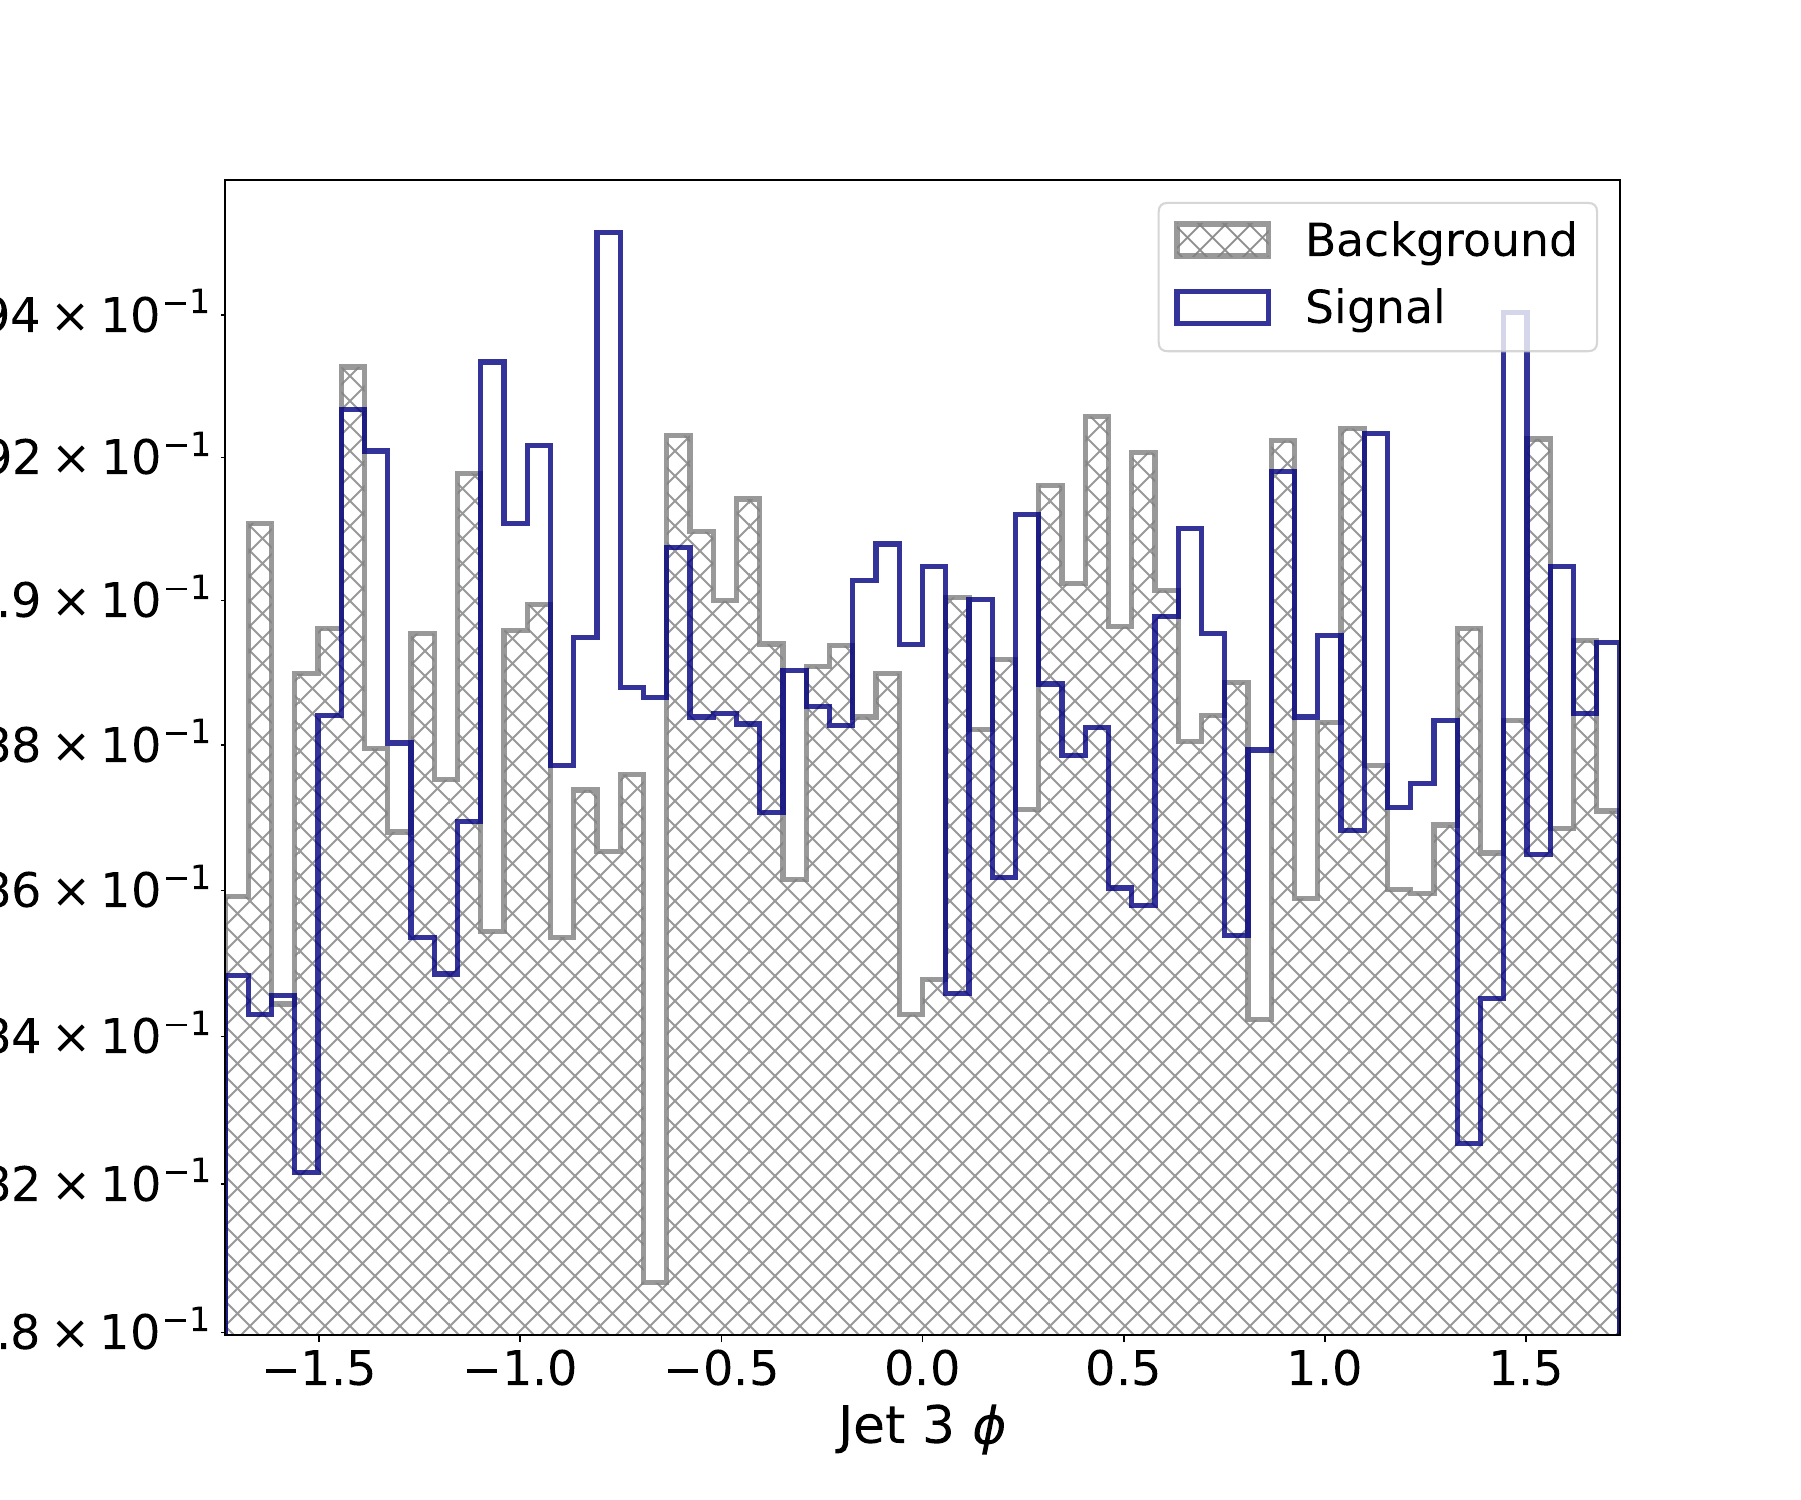 Background
Signal
94 × 10⁻¹
92 × 10⁻¹
.9 × 10⁻¹
88 × 10⁻¹
86 × 10⁻¹
84 × 10⁻¹
82 × 10⁻¹
.8 × 10⁻¹
−1.5 −1.0 −0.5 0.0 0.5 1.0 1.5
Jet 3 ϕ